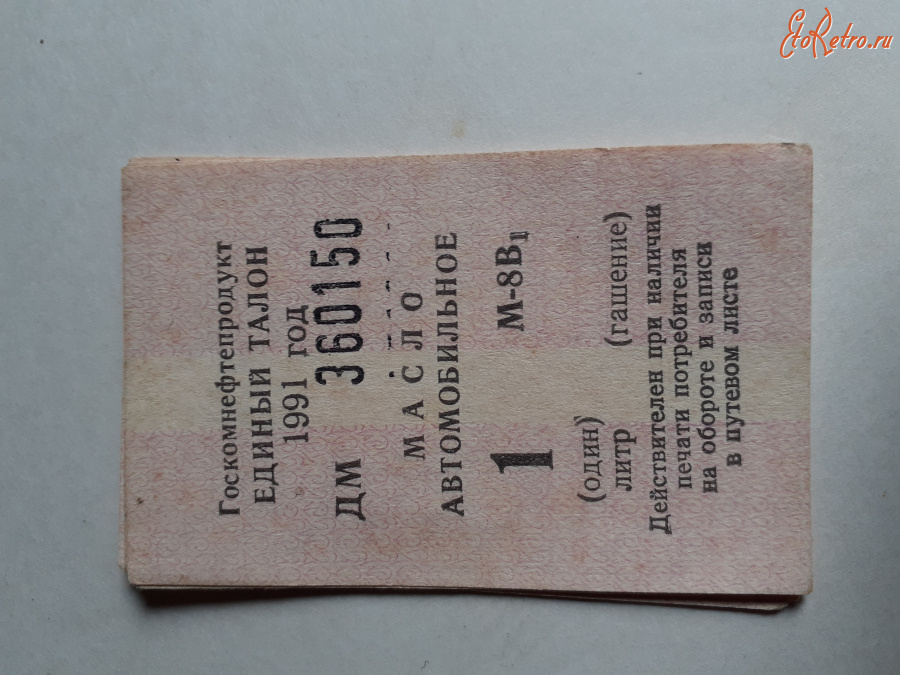 EtoRetro.ru
Госкомнефтепродукт
ЕДИНЫЙ ТАЛОН
1991 год
ДМ 360150
МАСЛО
АВТОМОБИЛЬНОЕ
1 М-8В₁
(один) (гашение)
литр
Действителен при наличии
печати потребителя
на обороте и записи
в путевом листе